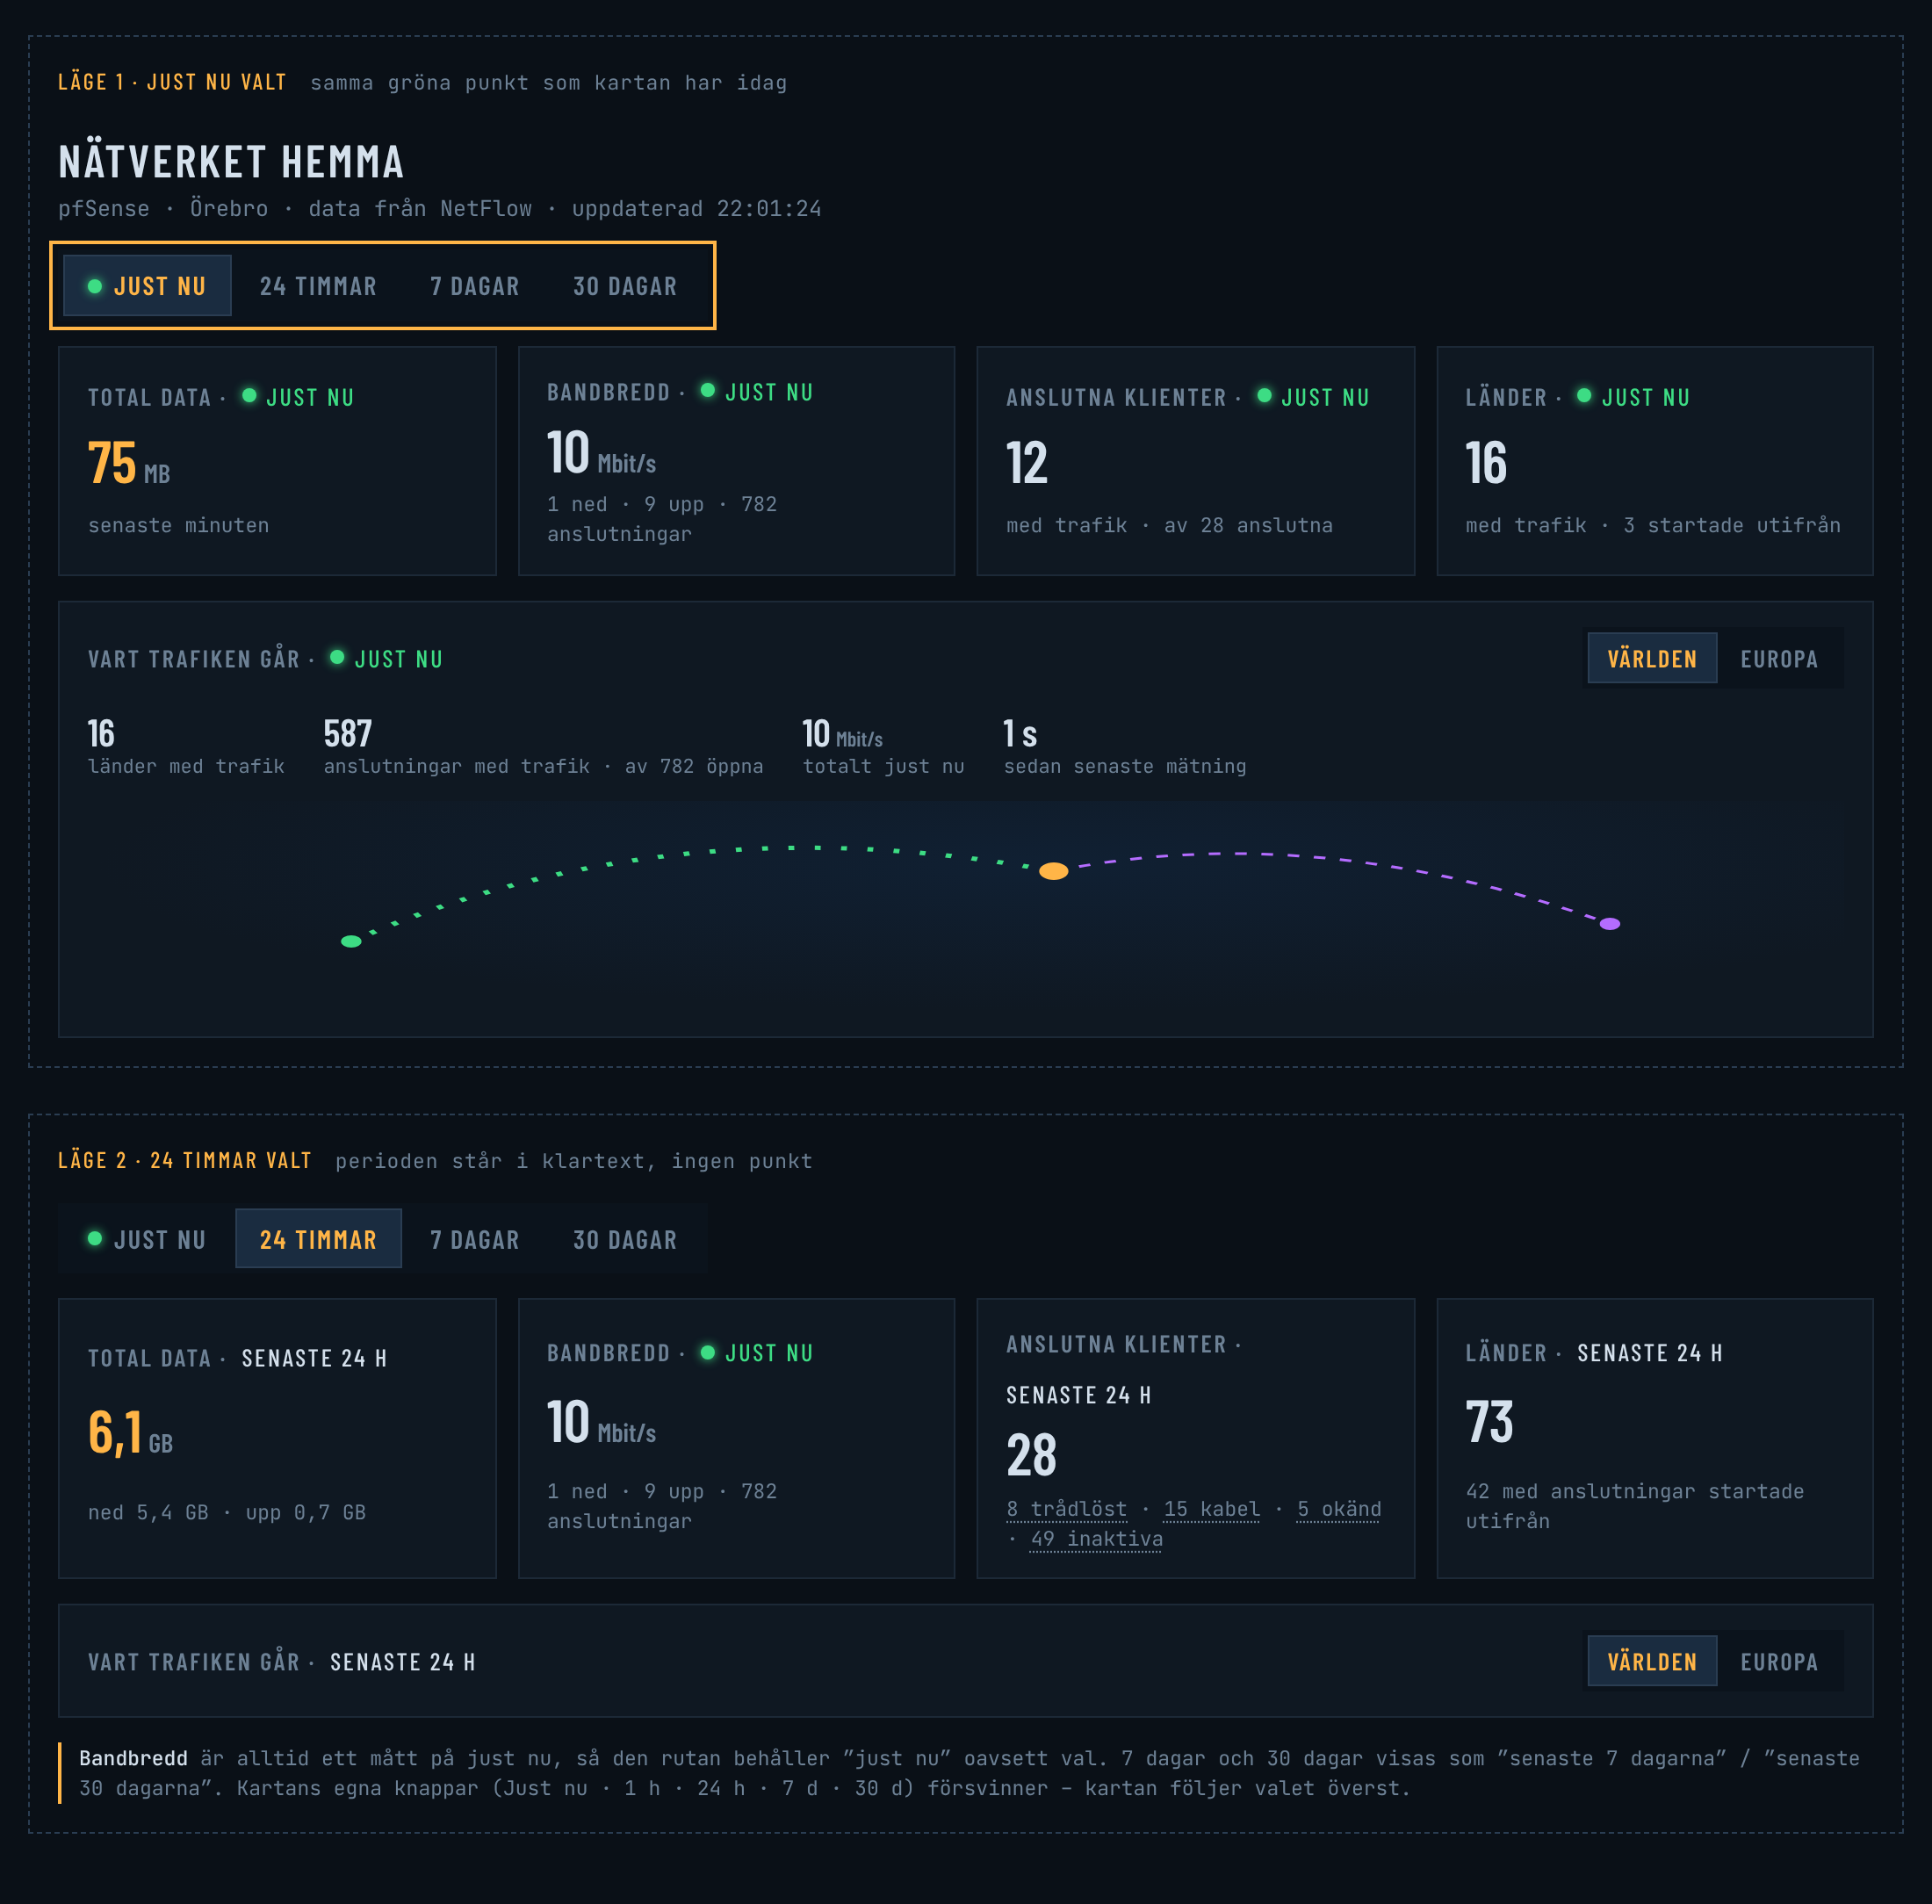 LÄGE 1 · JUST NU VALT samma gröna punkt som kartan har idag
NÄTVERKET HEMMA
pfSense · Örebro · data från NetFlow · uppdaterad 22:01:24
JUST NU 24 TIMMAR 7 DAGAR 30 DAGAR
TOTAL DATA · JUST NU
75 MB
senaste minuten
BANDBREDD · JUST NU
10 Mbit/s
1 ned · 9 upp · 782
anslutningar
ANSLUTNA KLIENTER · JUST NU
12
med trafik · av 28 anslutna
LÄNDER · JUST NU
16
med trafik · 3 startade utifrån
VART TRAFIKEN GÅR · JUST NU
VÄRLDEN EUROPA
16
länder med trafik
587
anslutningar med trafik · av 782 öppna
10 Mbit/s
totalt just nu
1 s
sedan senaste mätning
LÄGE 2 · 24 TIMMAR VALT perioden står i klartext, ingen punkt
JUST NU 24 TIMMAR 7 DAGAR 30 DAGAR
TOTAL DATA · SENASTE 24 H
6,1 GB
ned 5,4 GB · upp 0,7 GB
BANDBREDD · JUST NU
10 Mbit/s
1 ned · 9 upp · 782
anslutningar
ANSLUTNA KLIENTER ·
SENASTE 24 H
28
8 trådlöst · 15 kabel · 5 okänd
· 49 inaktiva
LÄNDER · SENASTE 24 H
73
42 med anslutningar startade
utifrån
VART TRAFIKEN GÅR · SENASTE 24 H
VÄRLDEN EUROPA
Bandbredd är alltid ett mått på just nu, så den rutan behåller ”just nu” oavsett val. 7 dagar och 30 dagar visas som ”senaste 7 dagarna” / ”senaste
30 dagarna”. Kartans egna knappar (Just nu · 1 h · 24 h · 7 d · 30 d) försvinner – kartan följer valet överst.